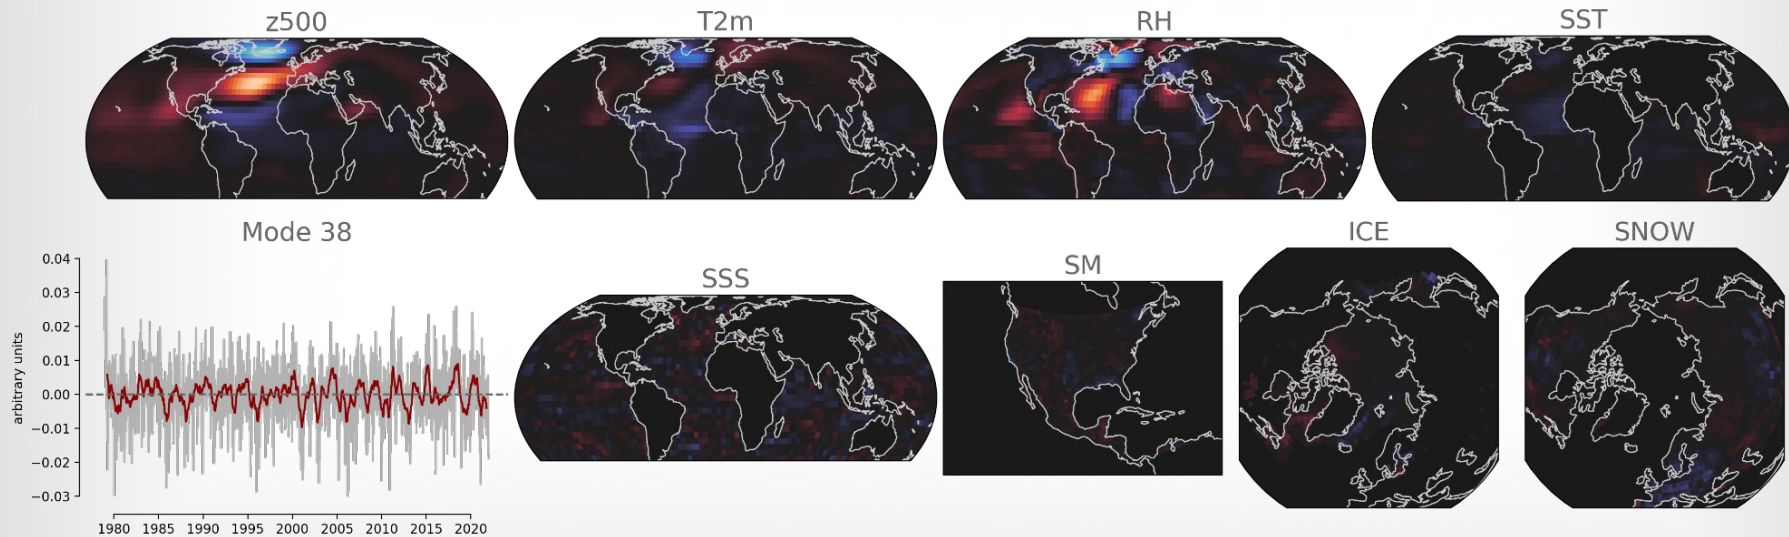 z500
T2m
RH
SST
Mode 38
ICE
SNOW
SSS
SM
arbitrary units
0.04
0.03
0.02
0.01
0.00
−0.01
−0.02
−0.03
1980 1985 1990 1995 2000 2005 2010 2015 2020